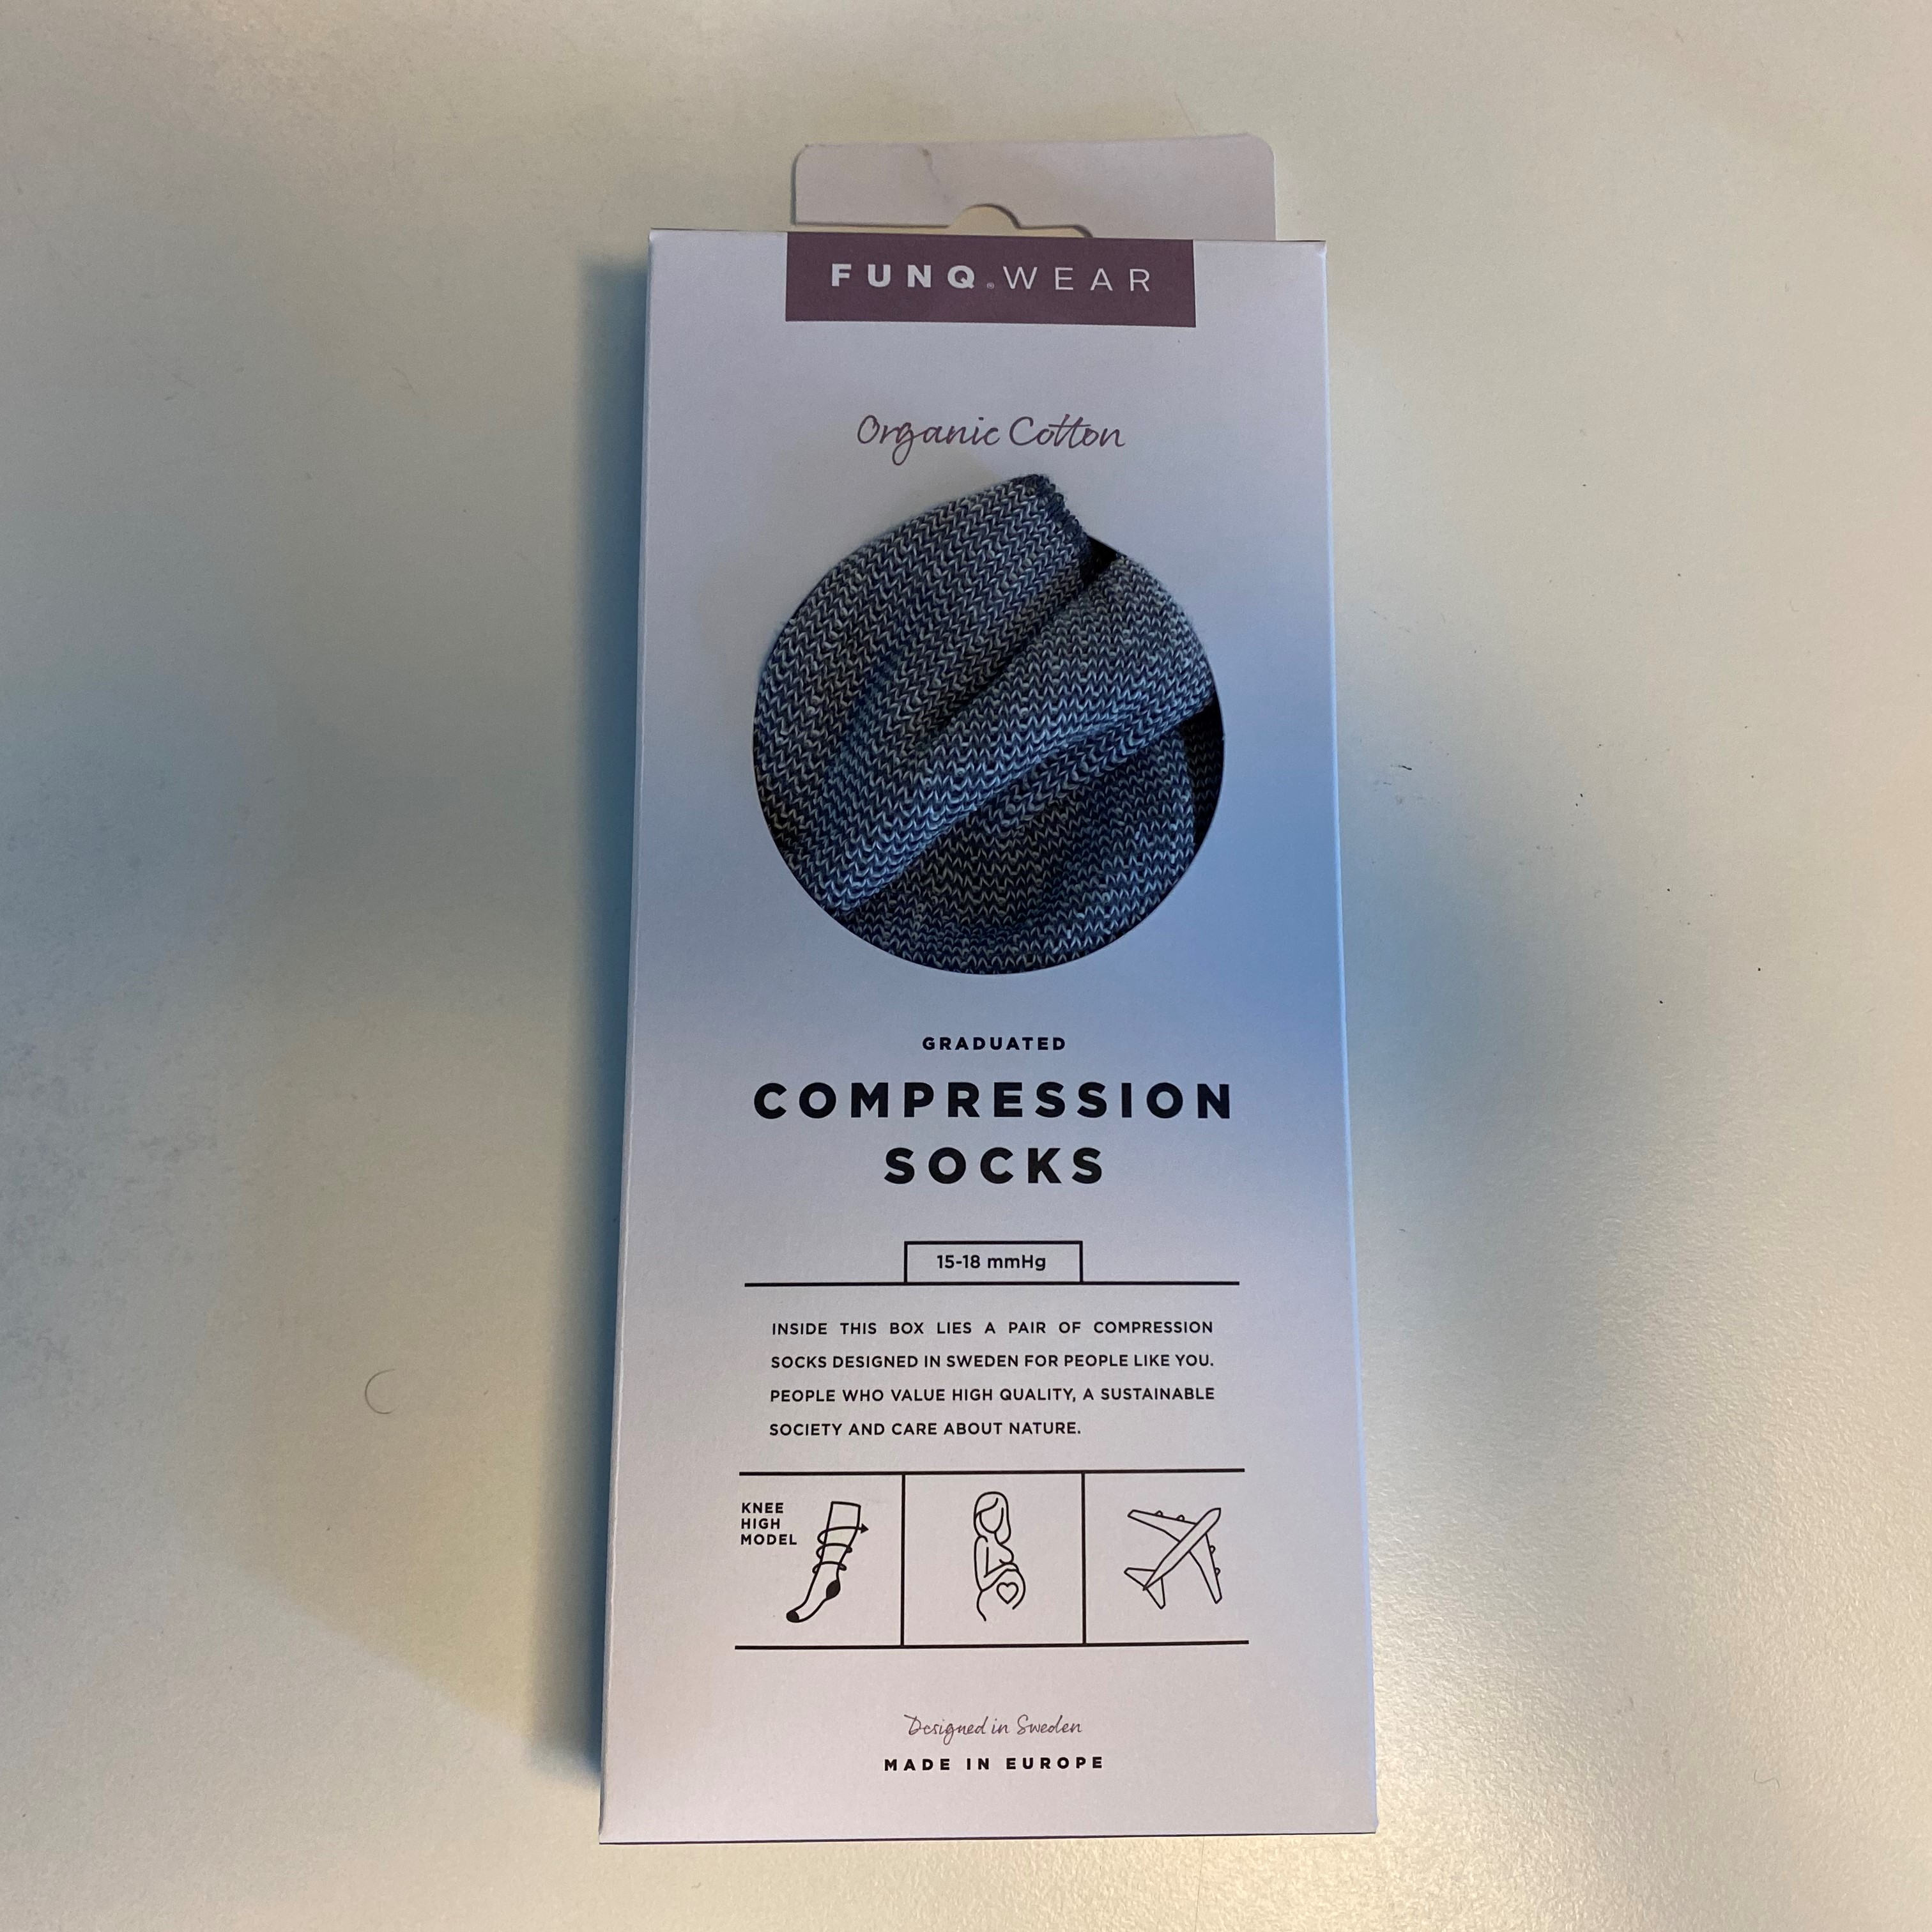 FUNQ®WEAR
Organic Cotton
GRADUATED
COMPRESSION
SOCKS
15-18 mmHg
INSIDE THIS BOX LIES A PAIR OF COMPRESSION
SOCKS DESIGNED IN SWEDEN FOR PEOPLE LIKE YOU.
PEOPLE WHO VALUE HIGH QUALITY, A SUSTAINABLE
SOCIETY AND CARE ABOUT NATURE.
KNEE
HIGH
MODEL
Designed in Sweden
MADE IN EUROPE